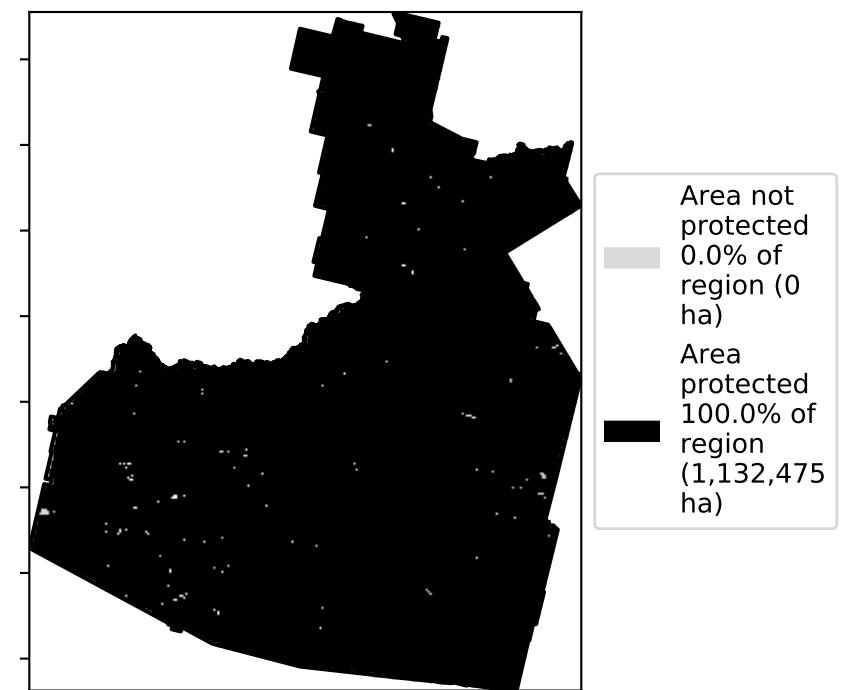 Area not
protected
0.0% of
region (0
ha)
Area
protected
100.0% of
region
(1,132,475
ha)